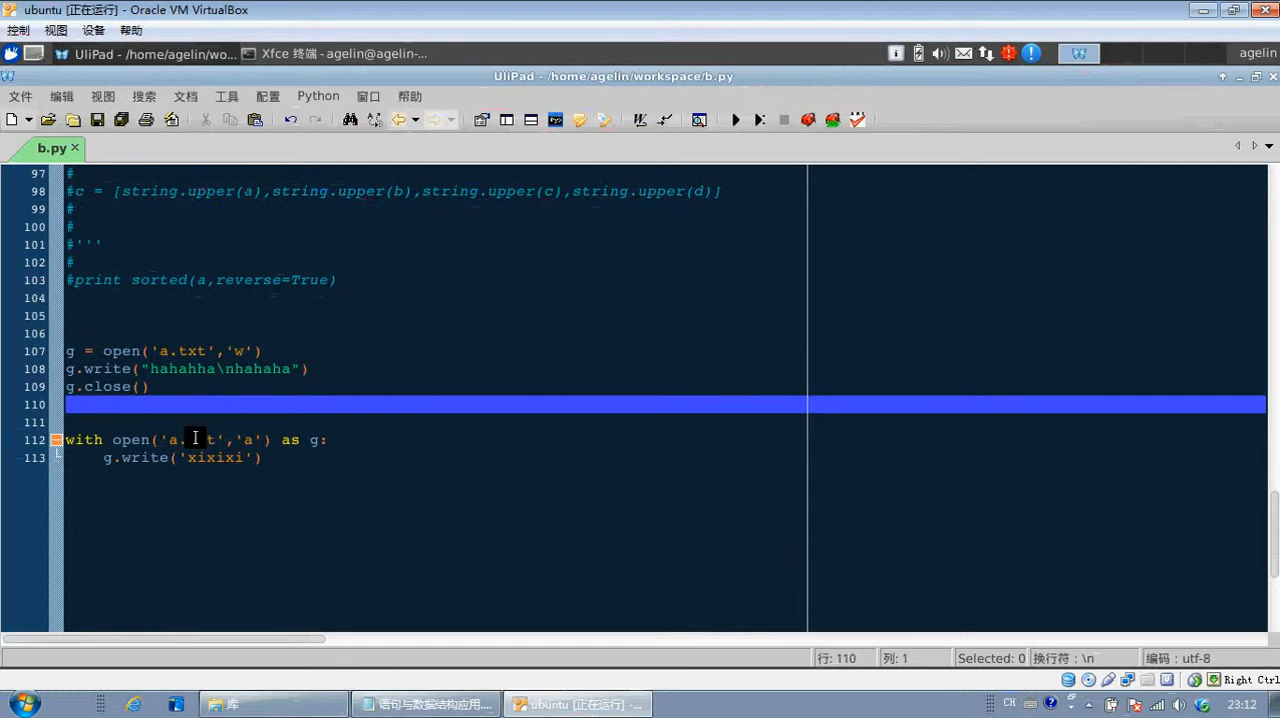 ubuntu [正在运行] - Oracle VM VirtualBox
控制 视图 设备 帮助
UliPad - /home/agelin/wo... Xfce 终端 - agelin@agelin-... agelin
UliPad - /home/agelin/workspace/b.py
文件 编辑 视图 搜索 文档 工具 配置 Python 窗口 帮助
b.py
97 #
98 #c = [string.upper(a),string.upper(b),string.upper(c),string.upper(d)]
99 #
100 #
101 #'''
102 #
103 #print sorted(a,reverse=True)
104
105
106
107 g = open('a.txt','w')
108 g.write("hahahha\nhahaha")
109 g.close()
110
111
112 with open('a. t','a') as g:
113 g.write('xixixi')
行: 110 列: 1 Selected: 0 换行符: \n 编码: utf-8
Right Ctrl
库 语句与数据结构应用... ubuntu [正在运行] -... CH 23:12